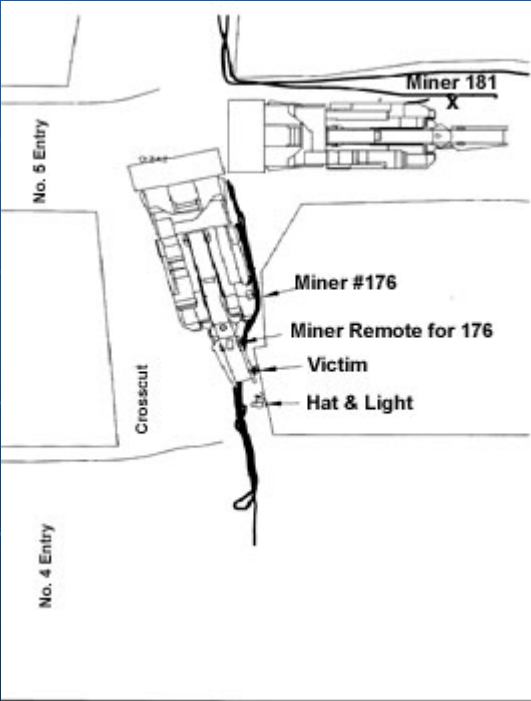 Miner 181
X
No. 5 Entry
Miner #176
Miner Remote for 176
Victim
Hat & Light
Crosscut
No. 4 Entry